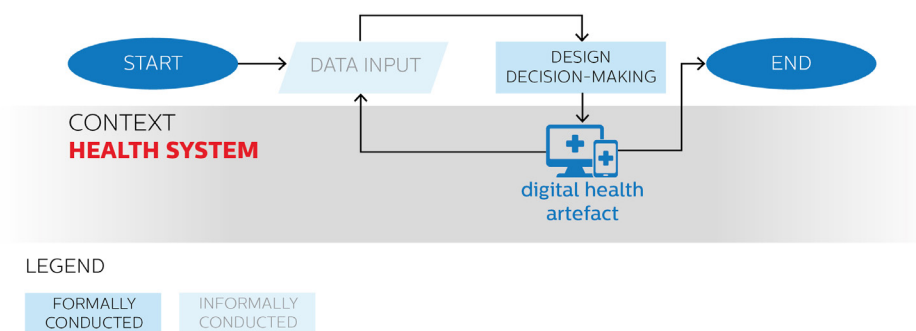 START
DATA INPUT
DESIGN
DECISION-MAKING
END
CONTEXT
HEALTH SYSTEM
digital health
artefact
LEGEND
FORMALLY
CONDUCTED
INFORMALLY
CONDUCTED